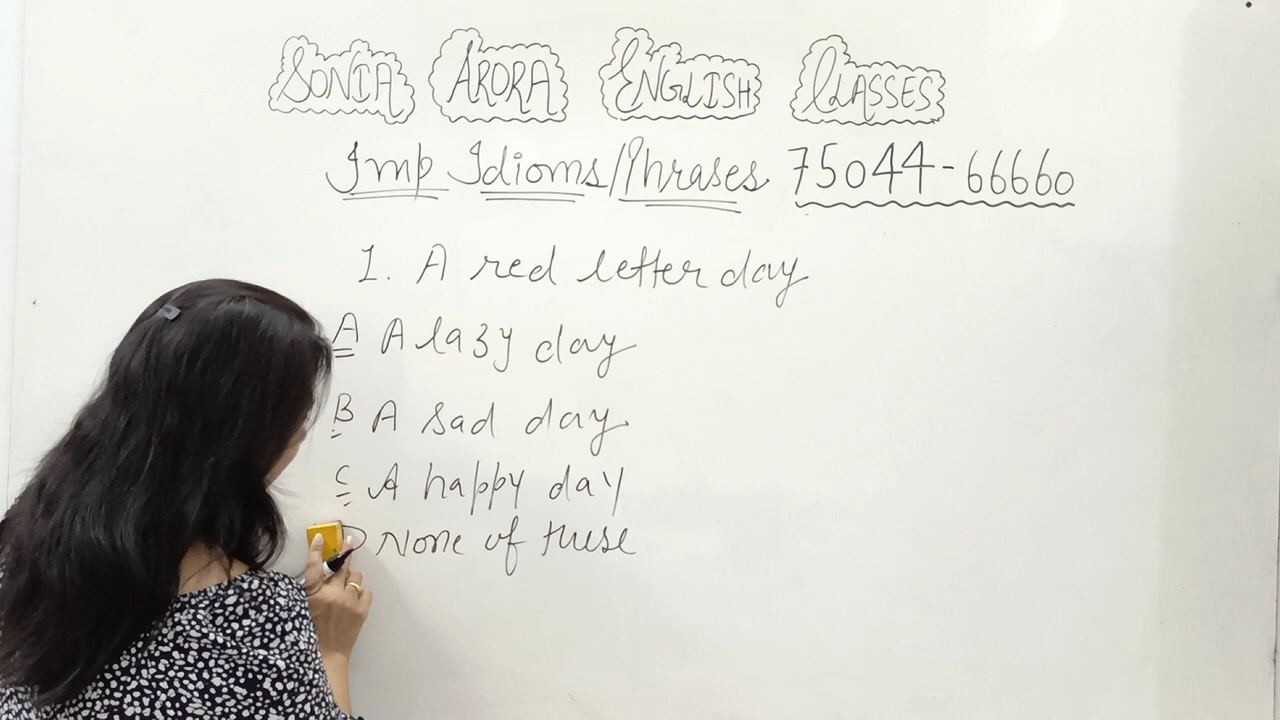 SONIA ARORA ENGLISH CLASSES
Imp Idioms/Phrases 75044-66660
1. A red letter day
A A lazy day
B A sad day
C A happy day
D None of these